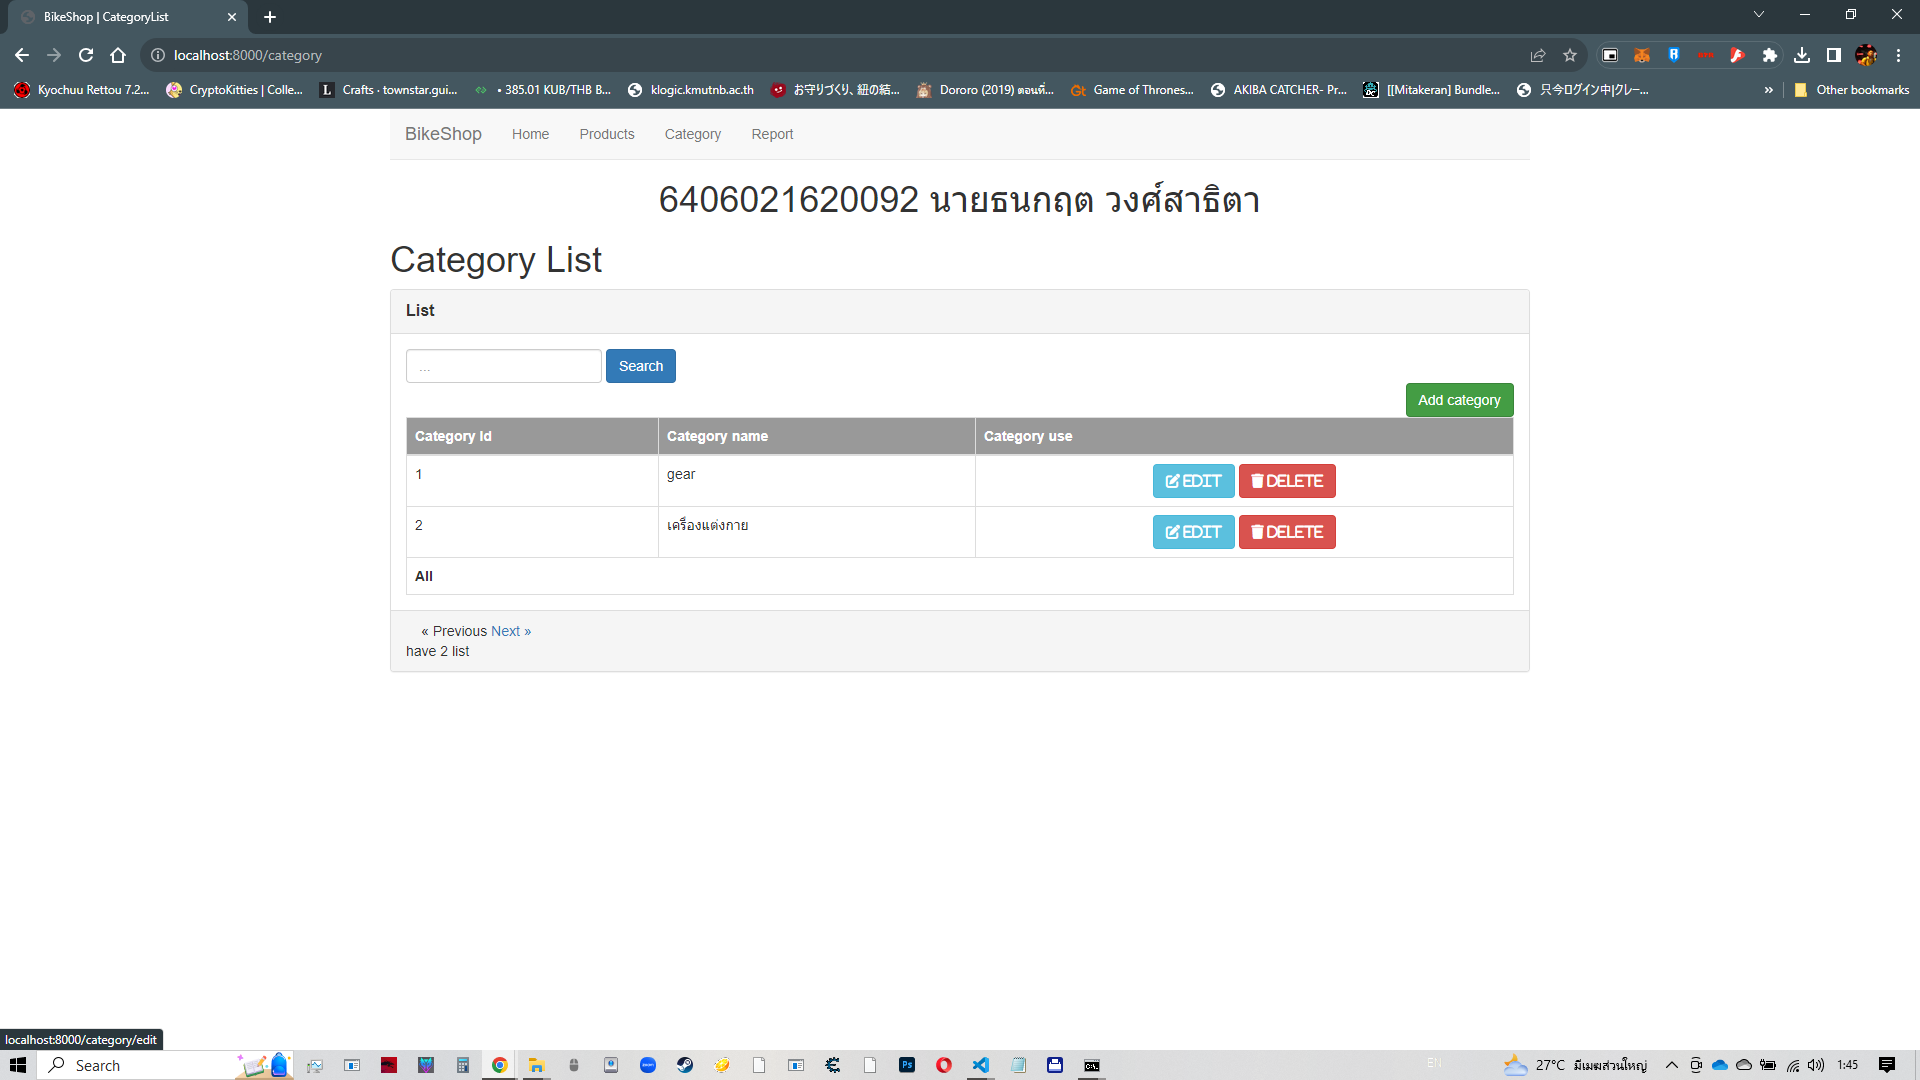 BikeShop | CategoryList
localhost:8000/category
Kyochuu Rettou 7.2...
CryptoKitties | Colle...
Crafts · townstar.gui...
• 385.01 KUB/THB B...
klogic.kmutnb.ac.th
お守りづくり、紐の結...
Dororo (2019) ตอนที่...
Game of Thrones...
AKIBA CATCHER- Pr...
[[Mitakeran] Bundle...
只今ログイン中|クレー...
»
Other bookmarks
BikeShop Home Products Category Report
6406021620092 นายธนกฤต วงศ์สาธิตา
Category List
List
... Search
Add category
Category Id Category name Category use
1 gear EDIT DELETE
2 เครื่องแต่งกาย EDIT DELETE
All
« Previous Next »
have 2 list
localhost:8000/category/edit
Search
EN
27°C มีเมฆส่วนใหญ่
1:45